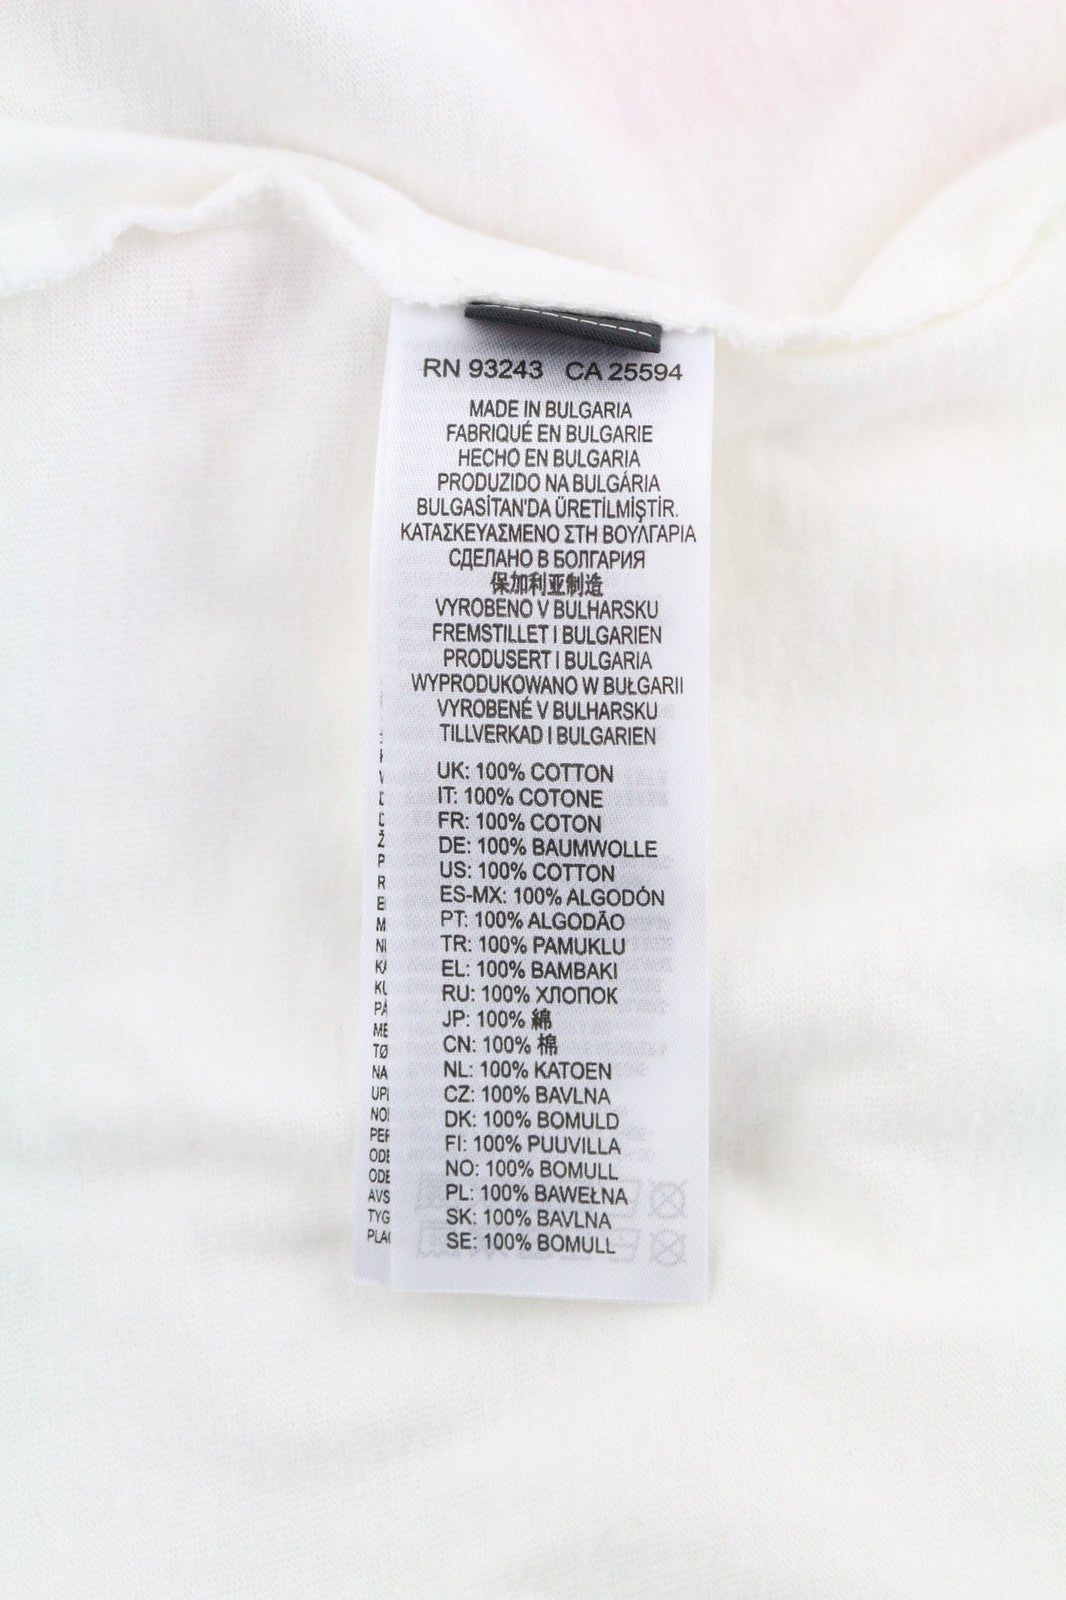 RN 93243 CA 25594
MADE IN BULGARIA
FABRIQUÉ EN BULGARIE
HECHO EN BULGARIA
PRODUZIDO NA BULGÁRIA
BULGASİTAN'DA ÜRETİLMİŞTİR.
ΚΑΤΑΣΚΕΥΑΣΜΕΝΟ ΣΤΗ ΒΟΥΛΓΑΡΙΑ
СДЕЛАНО В БОЛГАРИЯ
保加利亚制造
VYROBENO V BULHARSKU
FREMSTILLET I BULGARIEN
PRODUSERT I BULGARIA
WYPRODUKOWANO W BUŁGARII
VYROBENÉ V BULHARSKU
TILLVERKAD I BULGARIEN
UK: 100% COTTON
IT: 100% COTONE
FR: 100% COTON
DE: 100% BAUMWOLLE
US: 100% COTTON
ES-MX: 100% ALGODÓN
PT: 100% ALGODÃO
TR: 100% PAMUKLU
EL: 100% ΒΑΜΒΑΚΙ
RU: 100% ХЛОПОК
JP: 100% 綿
CN: 100% 棉
NL: 100% KATOEN
CZ: 100% BAVLNA
DK: 100% BOMULD
FI: 100% PUUVILLA
NO: 100% BOMULL
PL: 100% BAWEŁNA
SK: 100% BAVLNA
SE: 100% BOMULL